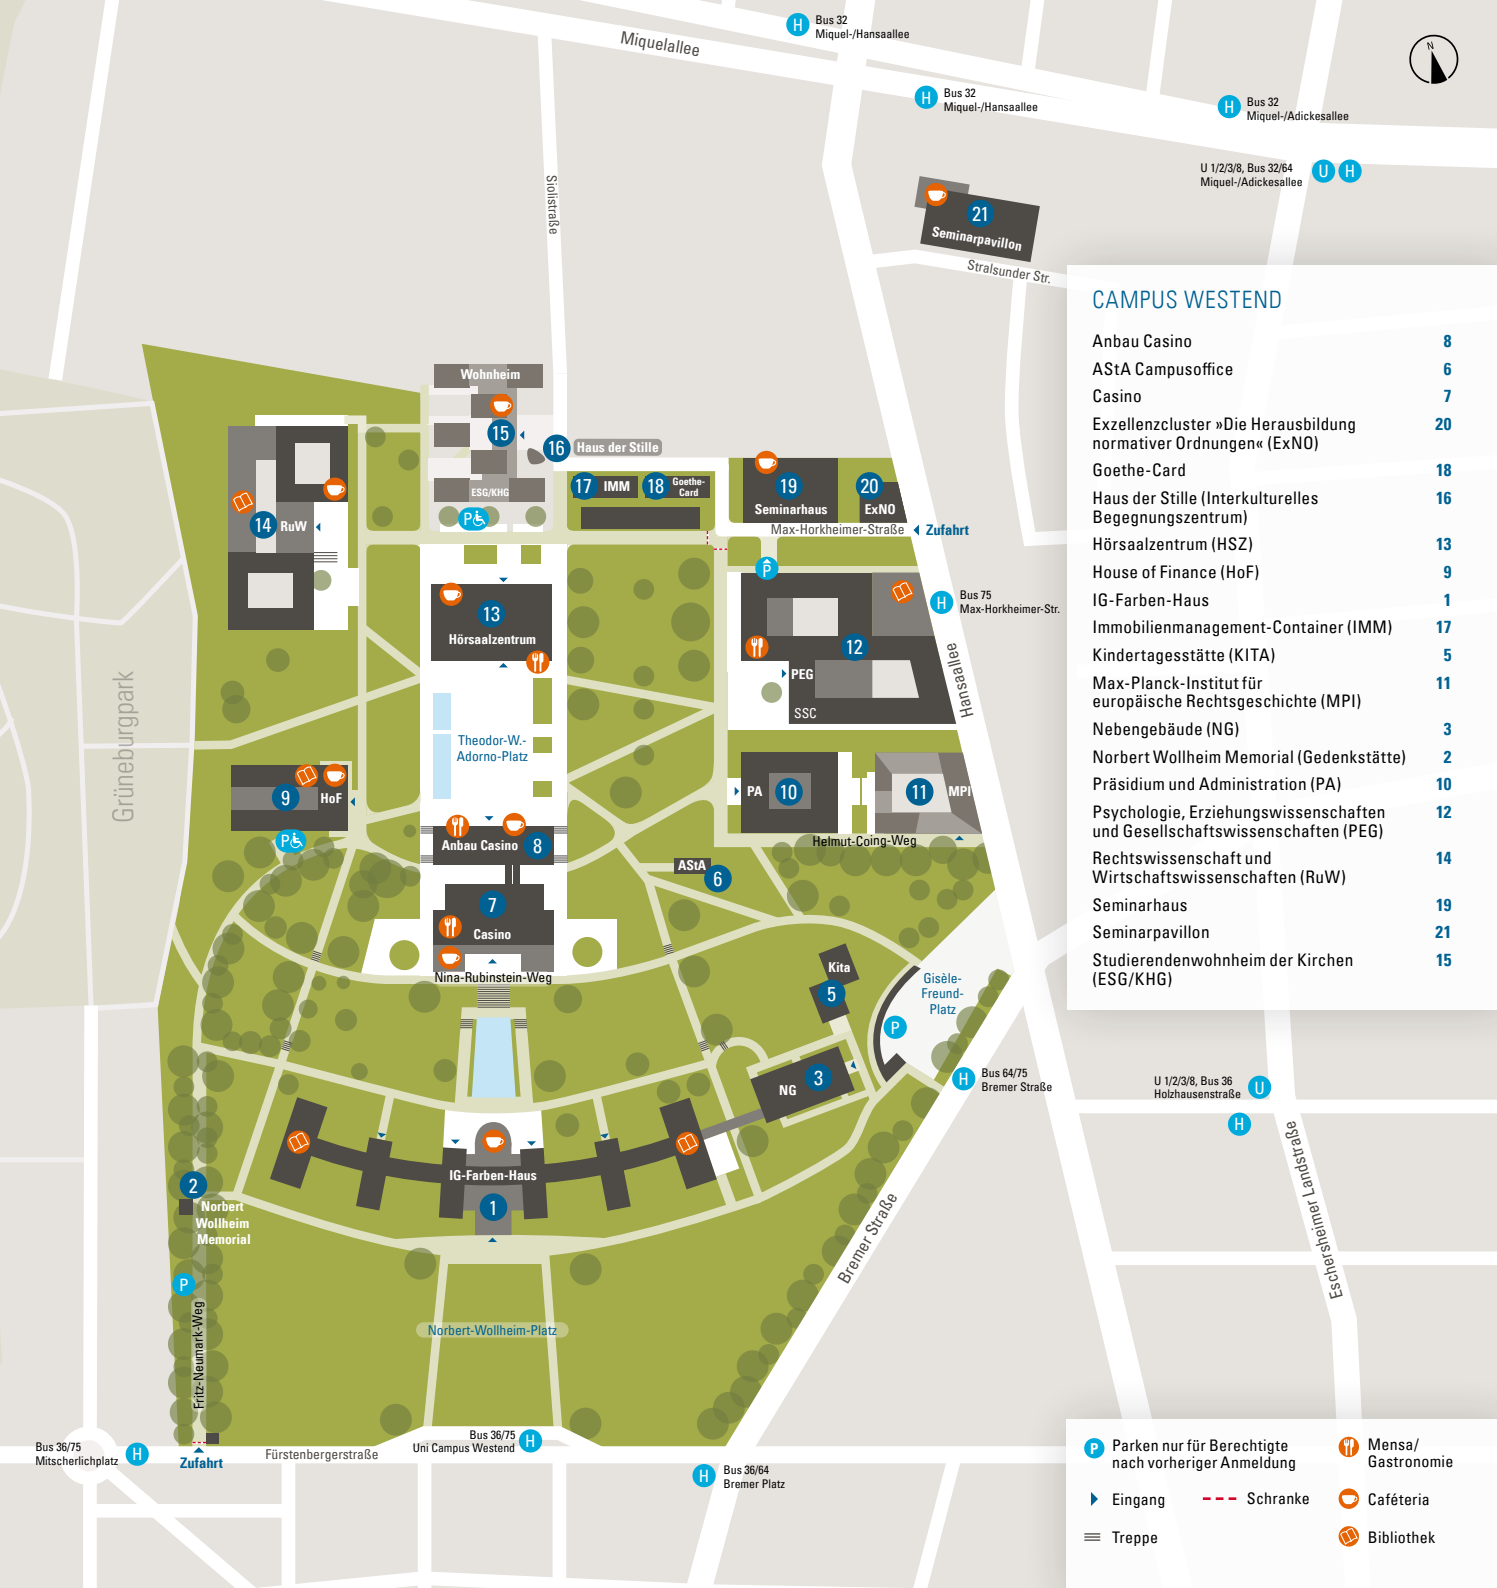 Bus 32
Miquel-/Hansaallee
Miquelallee
N
Bus 32
Miquel-/Hansaallee
Bus 32
Miquel-/Adickesallee
U 1/2/3/8, Bus 32/64
Miquel-/Adickesallee
H
H
H
U
H
Siolistraße
21
Seminarpavillon
Stralsunder Str.
CAMPUS WESTEND
Anbau Casino 8
AStA Campusoffice 6
Casino 7
Exzellenzcluster »Die Herausbildung 20
normativer Ordnungen« (ExNO)
Goethe-Card 18
Haus der Stille (Interkulturelles 16
Begegnungszentrum)
Hörsaalzentrum (HSZ) 13
House of Finance (HoF) 9
IG-Farben-Haus 1
Immobilienmanagement-Container (IMM) 17
Kindertagesstätte (KITA) 5
Max-Planck-Institut für 11
europäische Rechtsgeschichte (MPI)
Nebengebäude (NG) 3
Norbert Wollheim Memorial (Gedenkstätte) 2
Präsidium und Administration (PA) 10
Psychologie, Erziehungswissenschaften 12
und Gesellschaftswissenschaften (PEG)
Rechtswissenschaft und 14
Wirtschaftswissenschaften (RuW)
Seminarhaus 19
Seminarpavillon 21
Studierendenwohnheim der Kirchen 15
(ESG/KHG)
Wohnheim
15
16
Haus der Stille
ESG/KHG
17 IMM
18 Goethe-
Card
19
Seminarhaus
20
ExNO
14 RuW
P
Max-Horkheimer-Straße
Zufahrt
P
H
Bus 75
Max-Horkheimer-Str.
13
Hörsaalzentrum
12
PEG
SSC
Hansaallee
Grüneburgpark
Theodor-W.-
Adorno-Platz
9 HoF
P
PA 10
11 MPI
Helmut-Coing-Weg
Anbau Casino 8
AStA
6
7
Casino
Nina-Rubinstein-Weg
Kita
5
Gisèle-
Freund-
Platz
P
NG 3
H
Bus 64/75
Bremer Straße
U 1/2/3/8, Bus 36
Holzhausenstraße
U
H
IG-Farben-Haus
1
2
Norbert
Wollheim
Memorial
P
Fritz-Neumark-Weg
Bremer Straße
Eschersheimer Landstraße
Norbert-Wollheim-Platz
Bus 36/75
Mitscherlichplatz
H
Zufahrt
Fürstenbergerstraße
Bus 36/75
Uni Campus Westend
H
H
Bus 36/64
Bremer Platz
P Parken nur für Berechtigte
nach vorheriger Anmeldung
Eingang
Schranke
Treppe
Mensa/
Gastronomie
Caféteria
Bibliothek